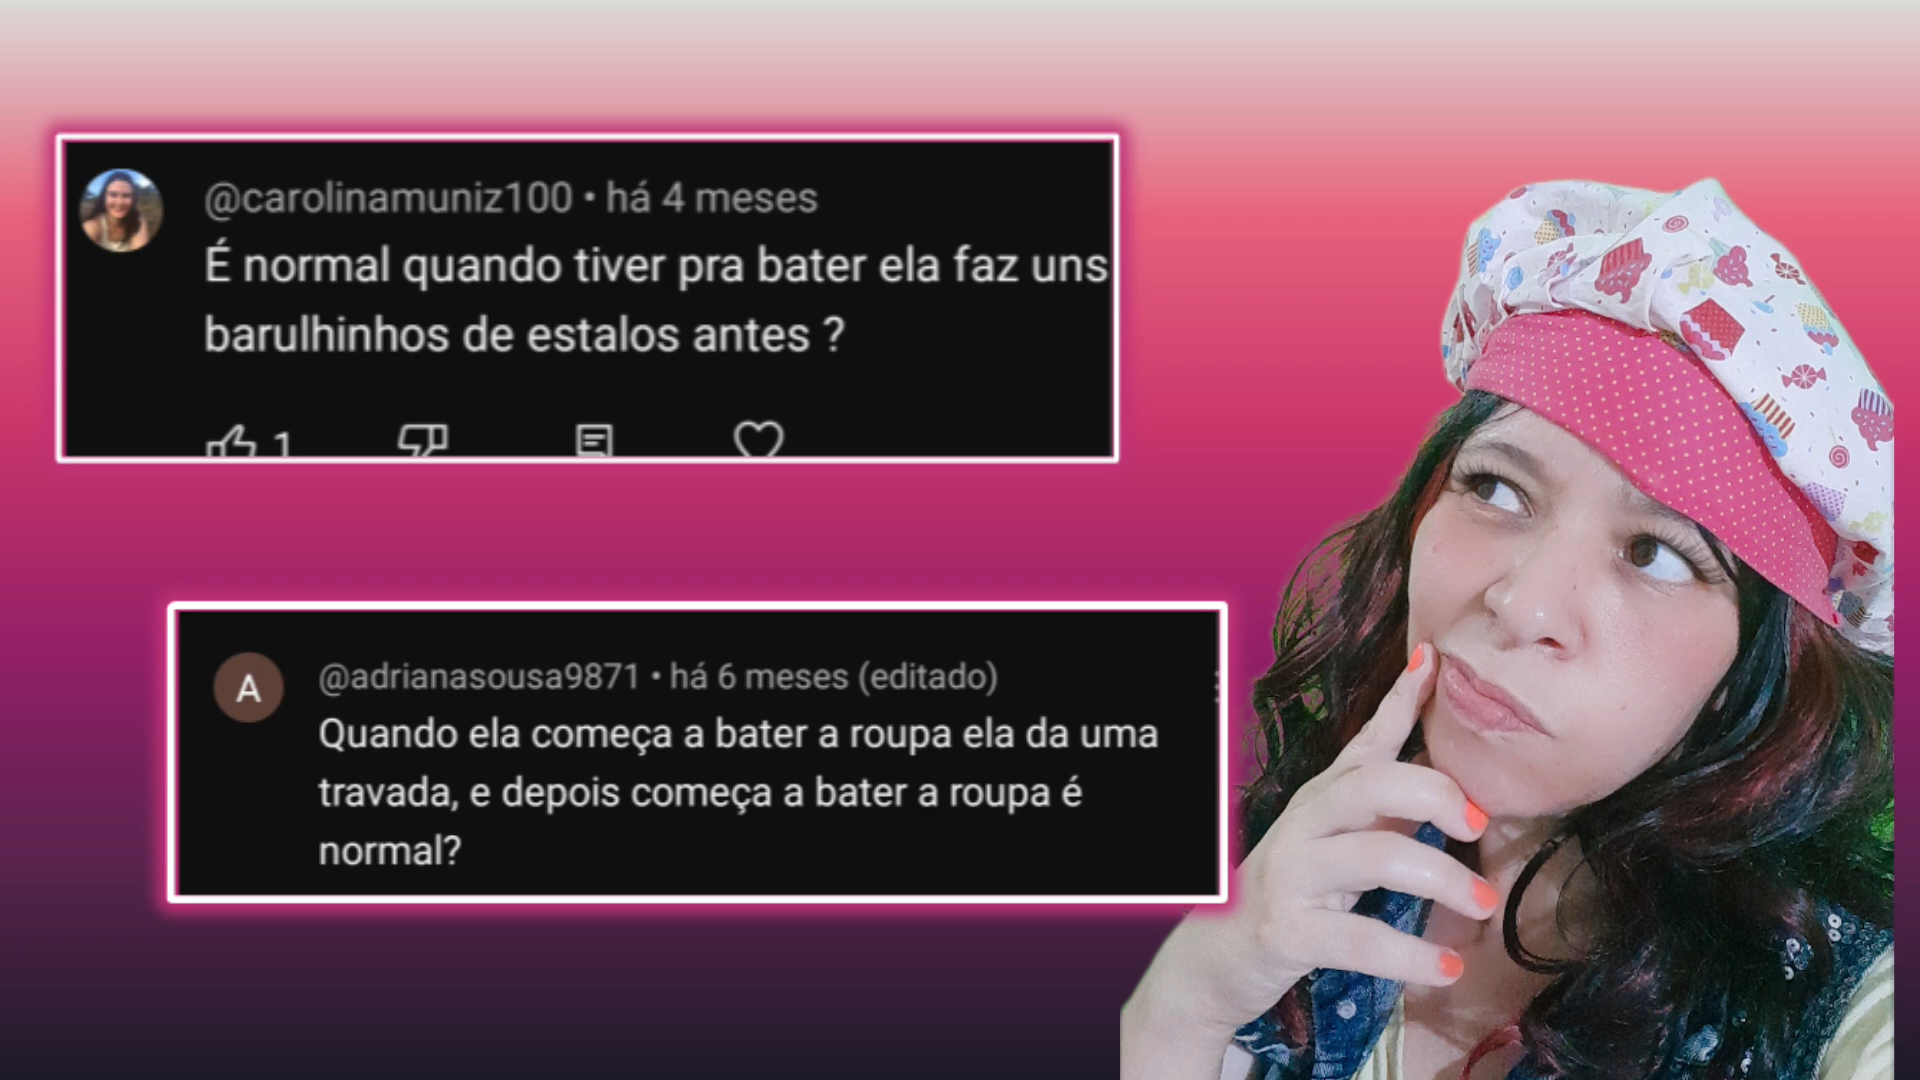 @carolinamuniz100 • há 4 meses
É normal quando tiver pra bater ela faz uns
barulhinhos de estalos antes ?
1
A
@adrianasousa9871 • há 6 meses (editado)
Quando ela começa a bater a roupa ela da uma
travada, e depois começa a bater a roupa é
normal?